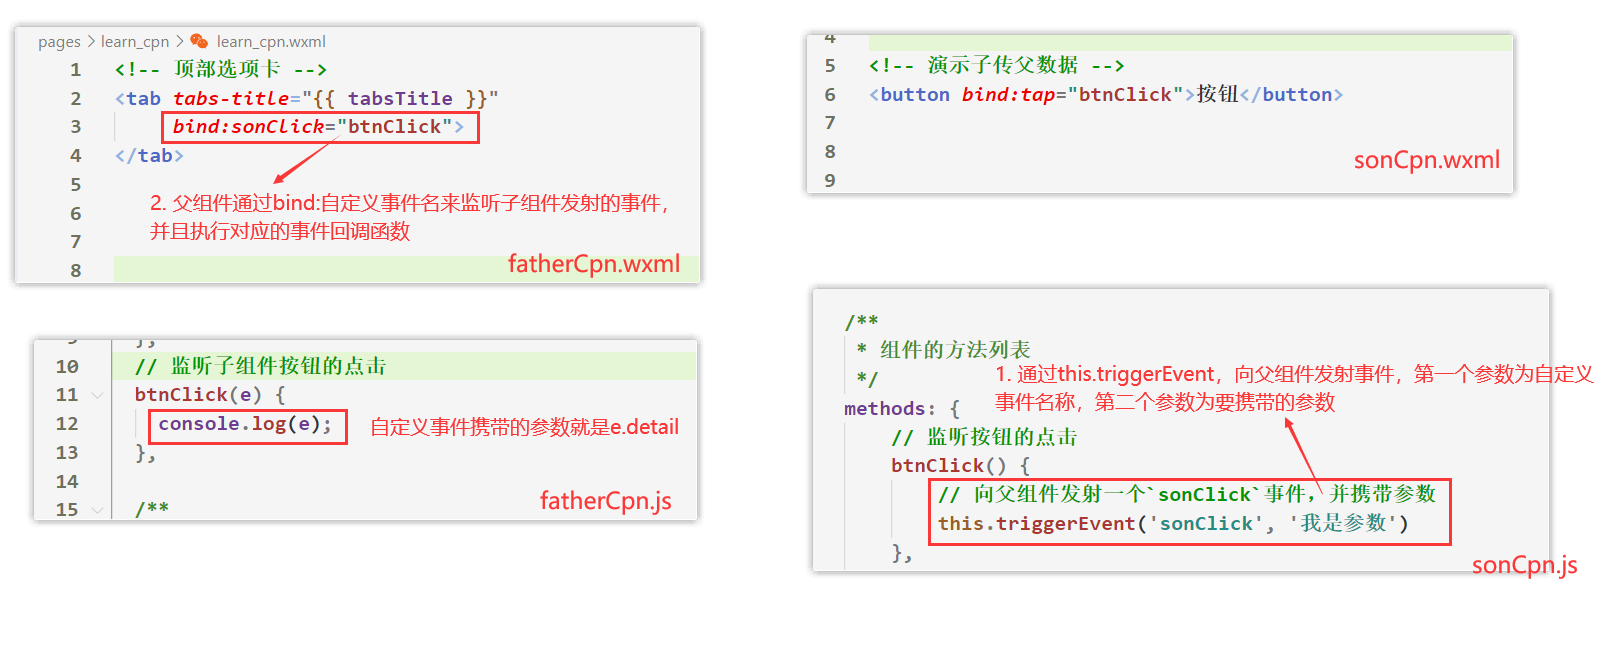 pages > learn_cpn > learn_cpn.wxml
1 <!-- 顶部选项卡 -->
2 <tab tabs-title="{{ tabsTitle }}"
3 bind:sonClick="btnClick">
4 </tab>
5
6
7
8
2. 父组件通过bind:自定义事件名来监听子组件发射的事件，
并且执行对应的事件回调函数
fatherCpn.wxml
4
5 <!-- 演示子传父数据 -->
6 <button bind:tap="btnClick">按钮</button>
7
8
9
sonCpn.wxml
9 },
10 // 监听子组件按钮的点击
11 btnClick(e) {
12 console.log(e);
13 },
14
15 /**
自定义事件携带的参数就是e.detail
fatherCpn.js
/**
* 组件的方法列表
*/
methods: {
// 监听按钮的点击
btnClick() {
// 向父组件发射一个`sonClick`事件，并携带参数
this.triggerEvent('sonClick', '我是参数')
},
1. 通过this.triggerEvent，向父组件发射事件，第一个参数为自定义
事件名称，第二个参数为要携带的参数
sonCpn.js